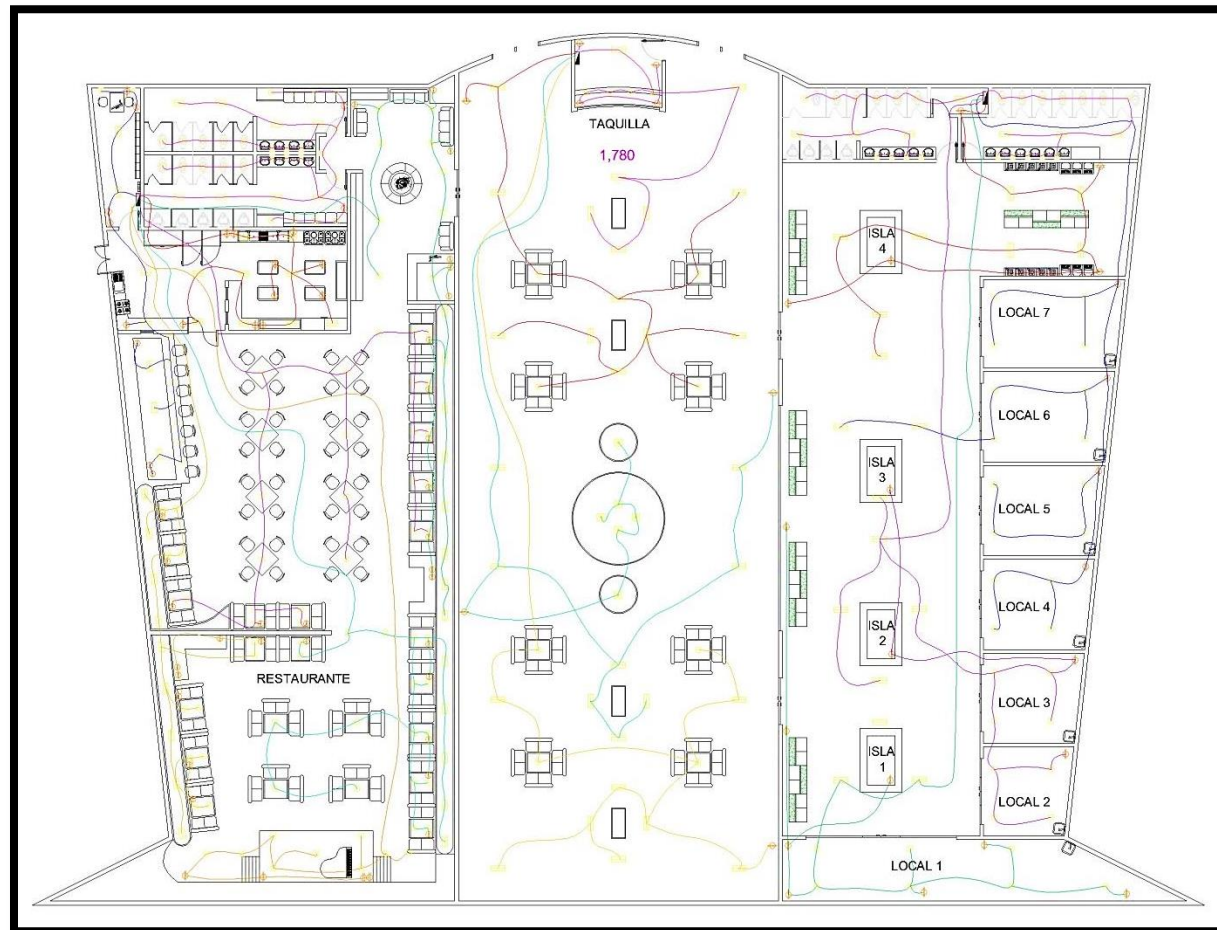 TAQUILLA
1,780
ISLA
4
LOCAL 7
LOCAL 6
ISLA
3
LOCAL 5
LOCAL 4
ISLA
2
RESTAURANTE
LOCAL 3
ISLA
1
LOCAL 2
LOCAL 1